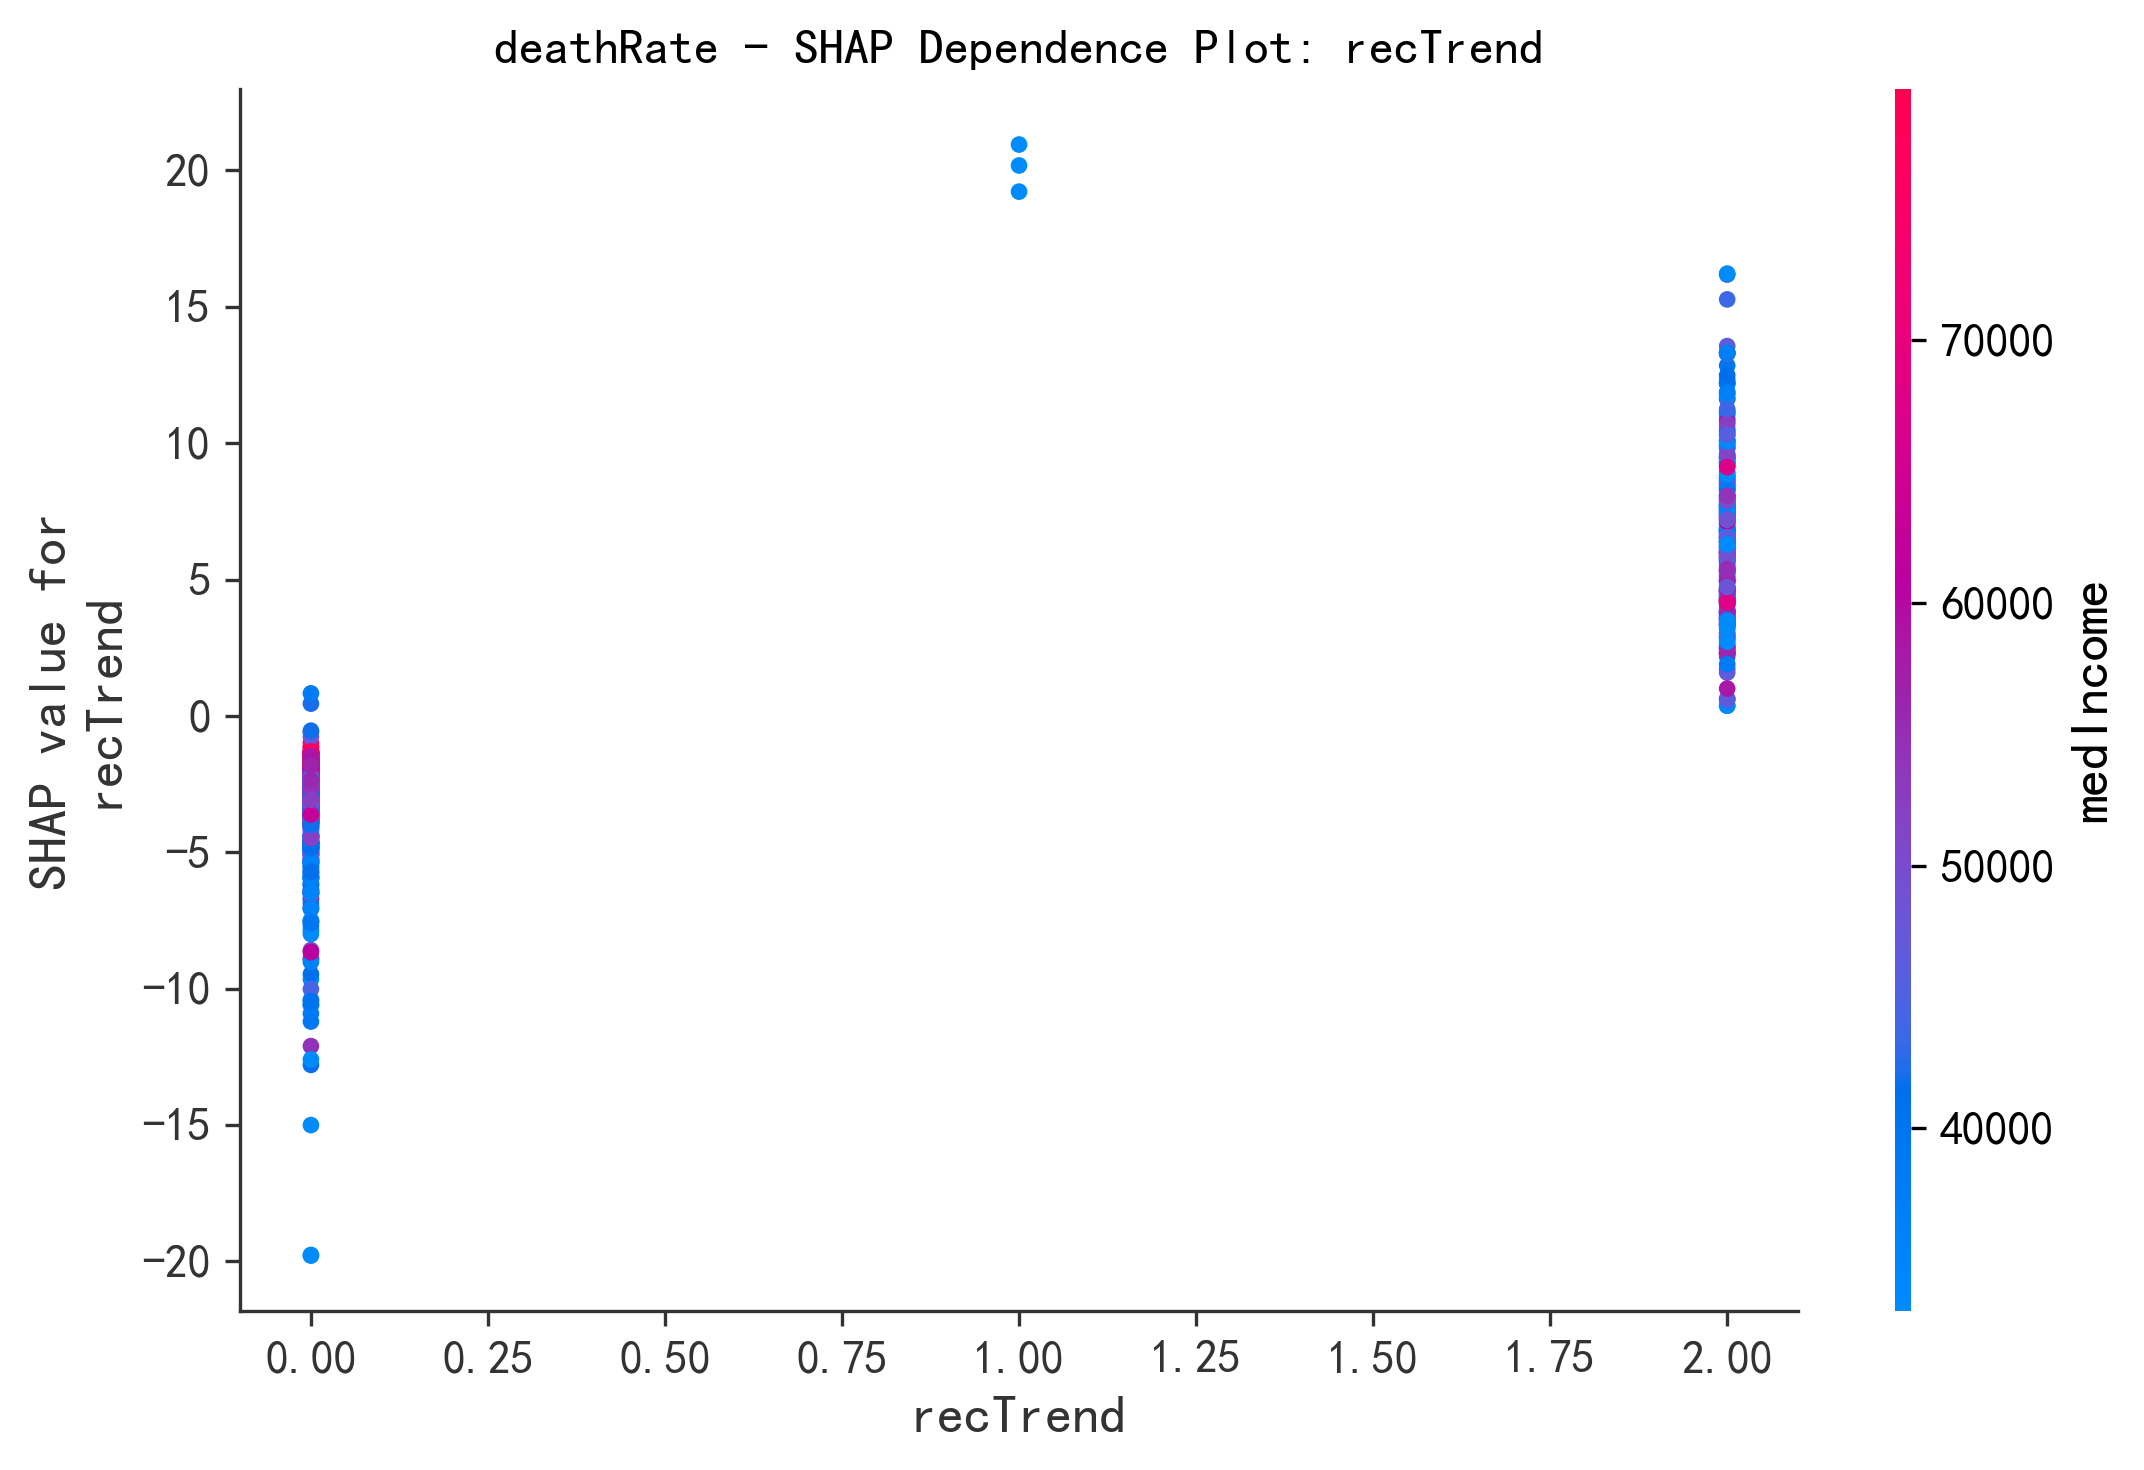 deathRate - SHAP Dependence Plot: recTrend
20
15
10
5
0
-5
-10
-15
-20
SHAP value for
recTrend
0.00 0.25 0.50 0.75 1.00 1.25 1.50 1.75 2.00
recTrend
70000
60000
50000
40000
medIncome